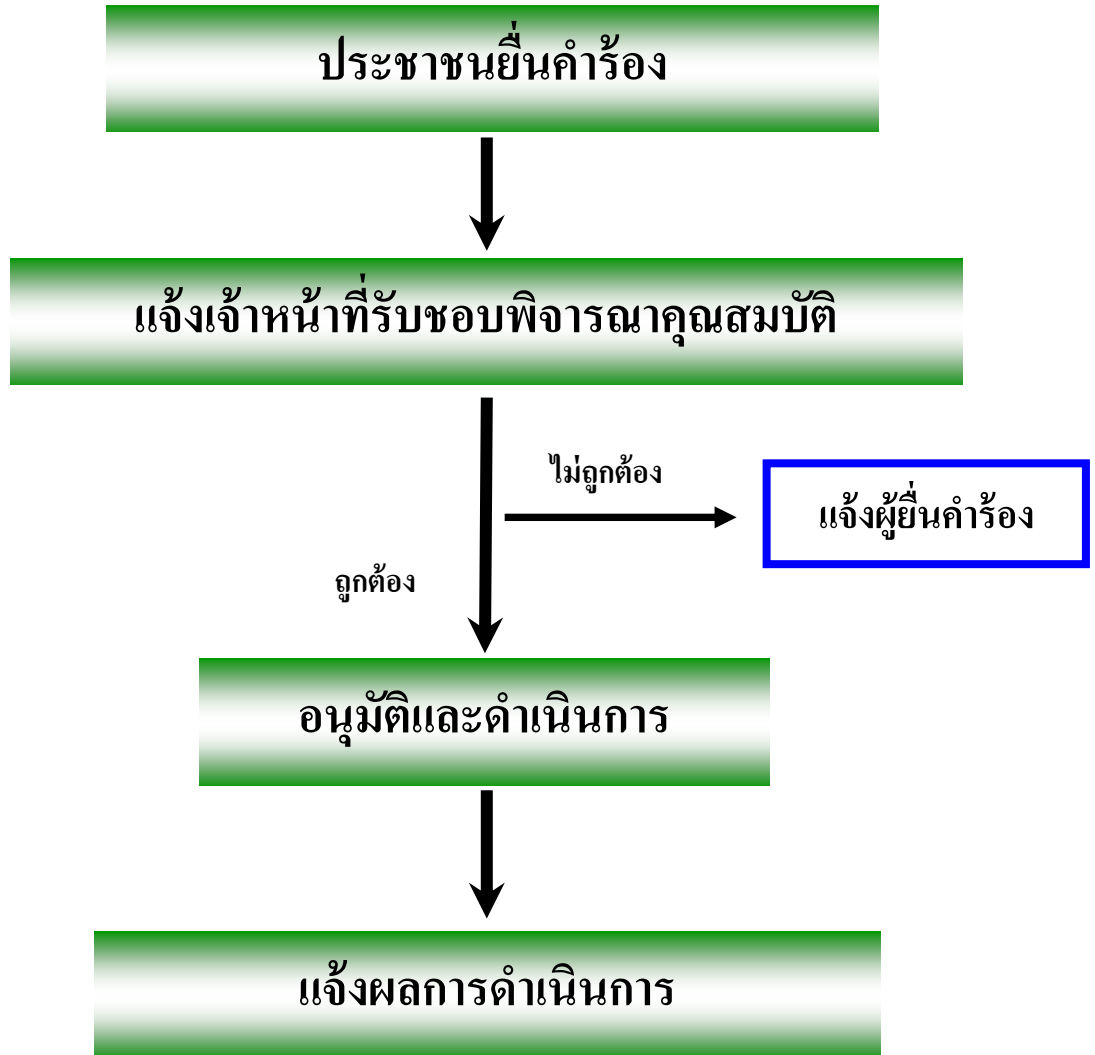 ประชาชนยื่นคำร้อง
แจ้งเจ้าหน้าที่รับชอบพิจารณาคุณสมบัติ
ไม่ถูกต้อง
แจ้งผู้ยื่นคำร้อง
ถูกต้อง
อนุมัติและดำเนินการ
แจ้งผลการดำเนินการ